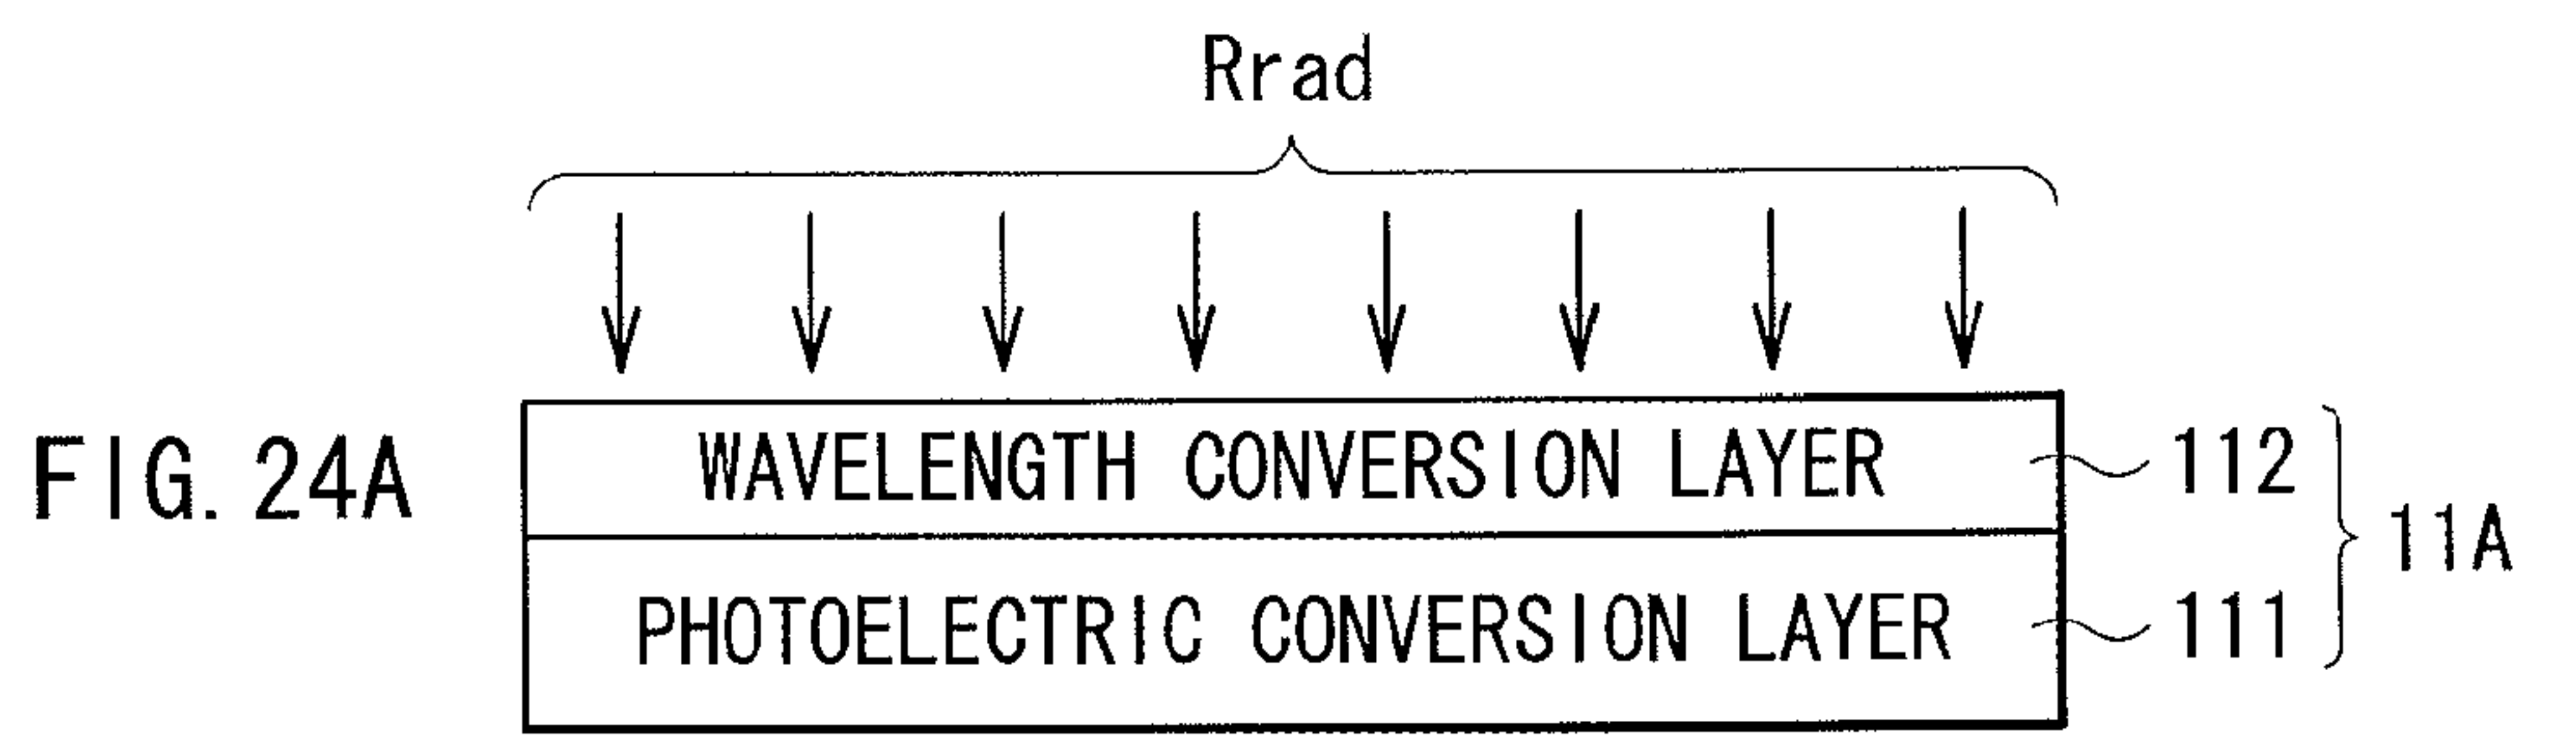 Rrad
FIG. 24A
WAVELENGTH CONVERSION LAYER
112
11A
PHOTOELECTRIC CONVERSION LAYER
111